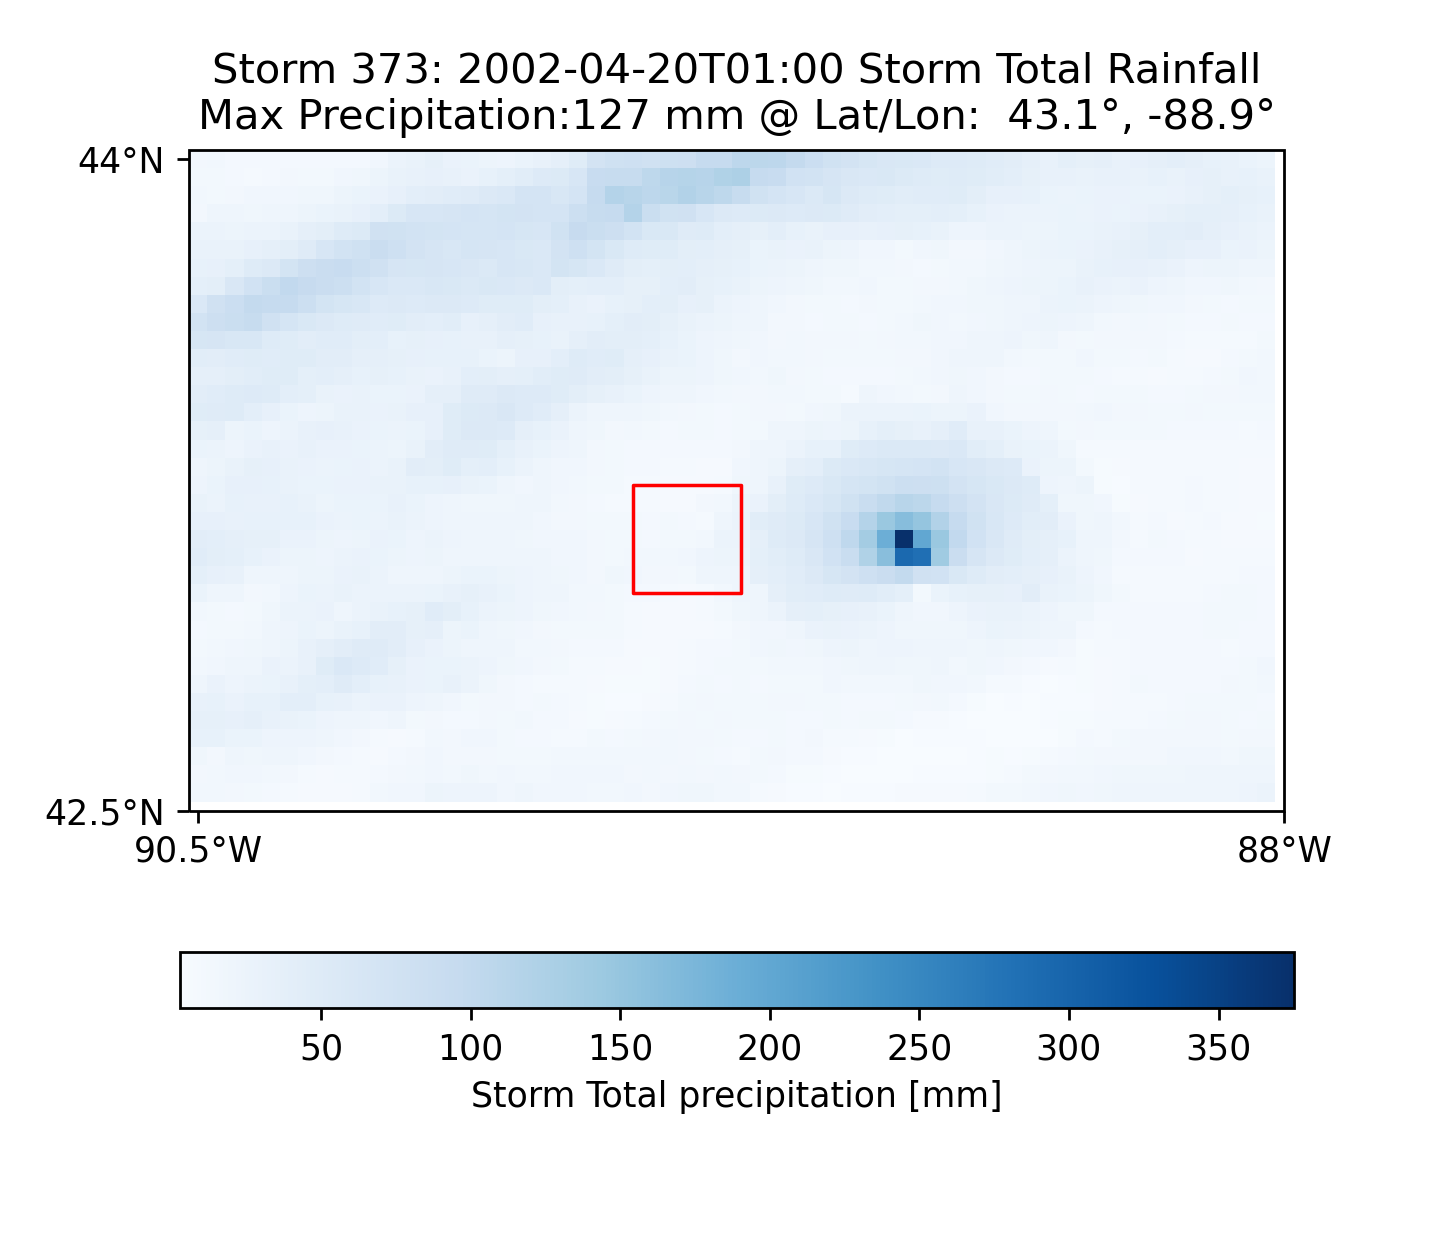 Storm 373: 2002-04-20T01:00 Storm Total Rainfall
Max Precipitation:127 mm @ Lat/Lon:  43.1°, -88.9°
44°N
42.5°N
90.5°W
88°W
50
100
150
200
250
300
350
Storm Total precipitation [mm]